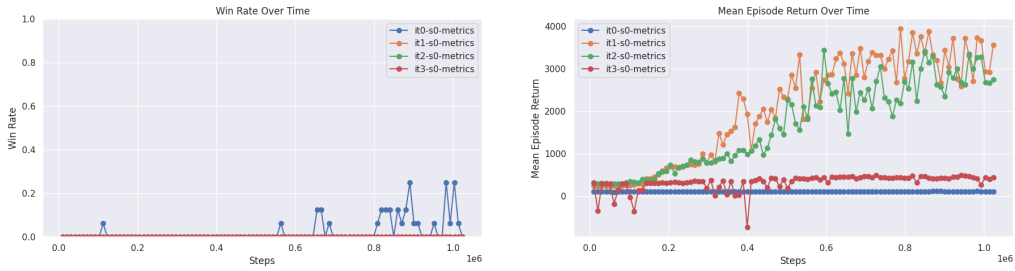 Win Rate Over Time
1.0
0.8
0.6
0.4
0.2
0.0
Win Rate
it0-s0-metrics
it1-s0-metrics
it2-s0-metrics
it3-s0-metrics
0.0
0.2
0.4
0.6
0.8
1.0
1e6
Steps
Mean Episode Return Over Time
4000
3000
2000
1000
0
Mean Episode Return
it0-s0-metrics
it1-s0-metrics
it2-s0-metrics
it3-s0-metrics
0.0
0.2
0.4
0.6
0.8
1.0
1e6
Steps